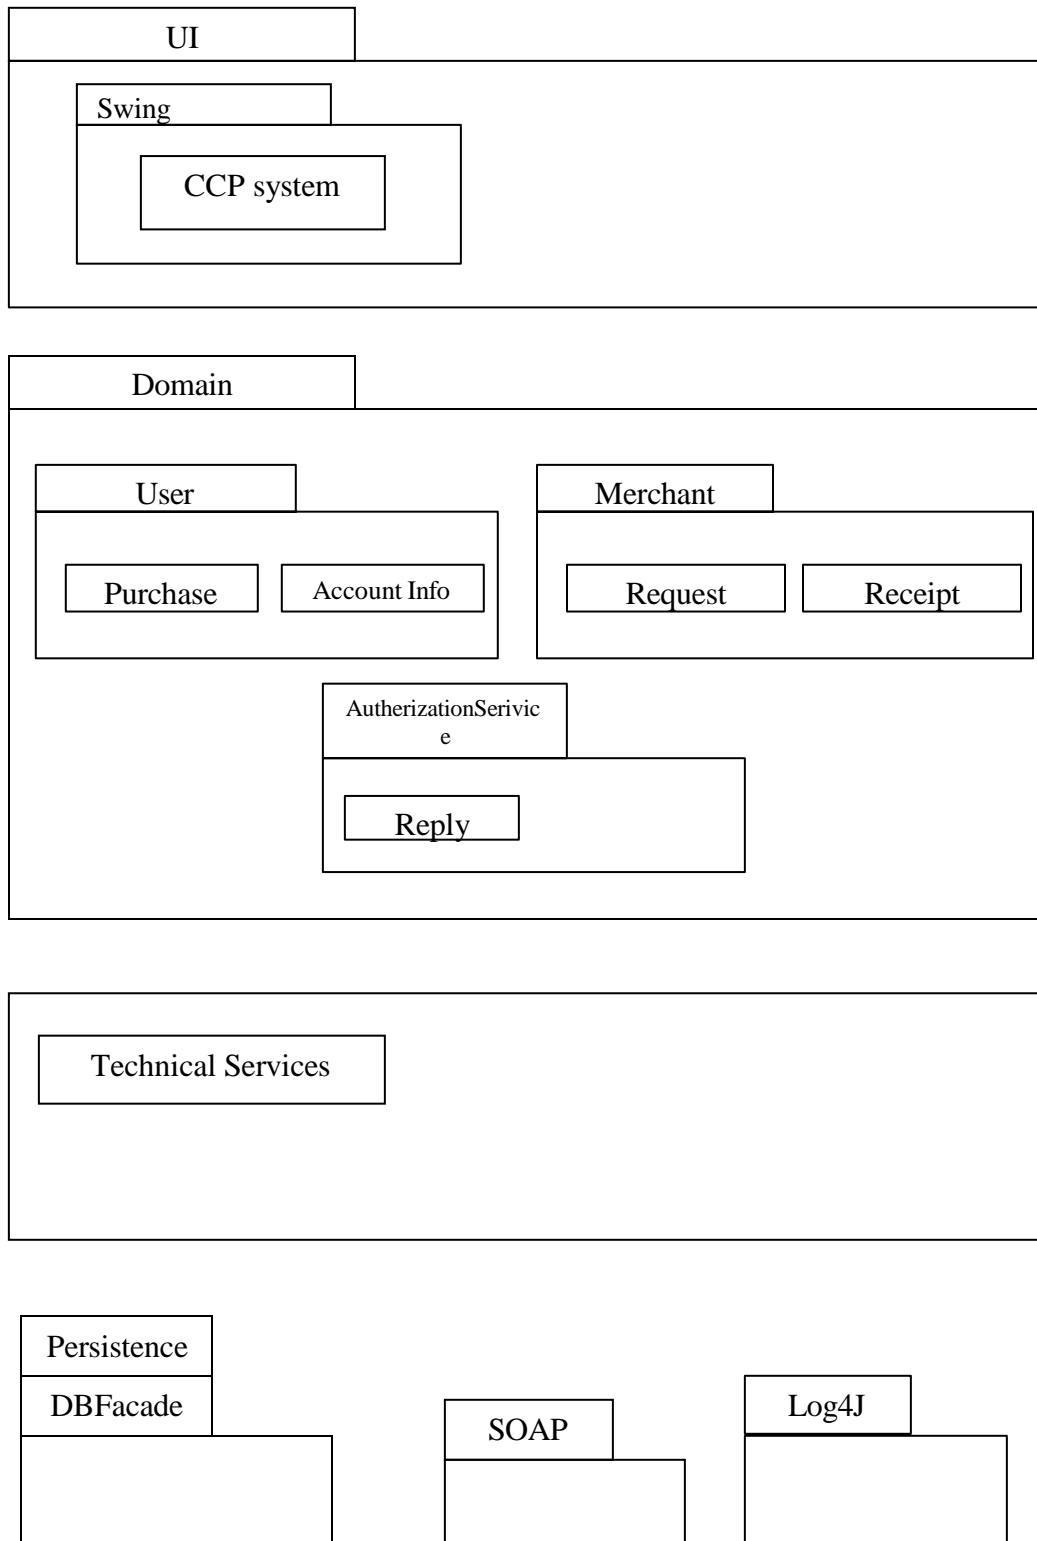 UI
Swing
CCP system
Domain
User
Merchant
Purchase
Account Info
Request
Receipt
AutherizationSerivic
e
Reply
Technical Services
Persistence
DBFacade
SOAP
Log4J